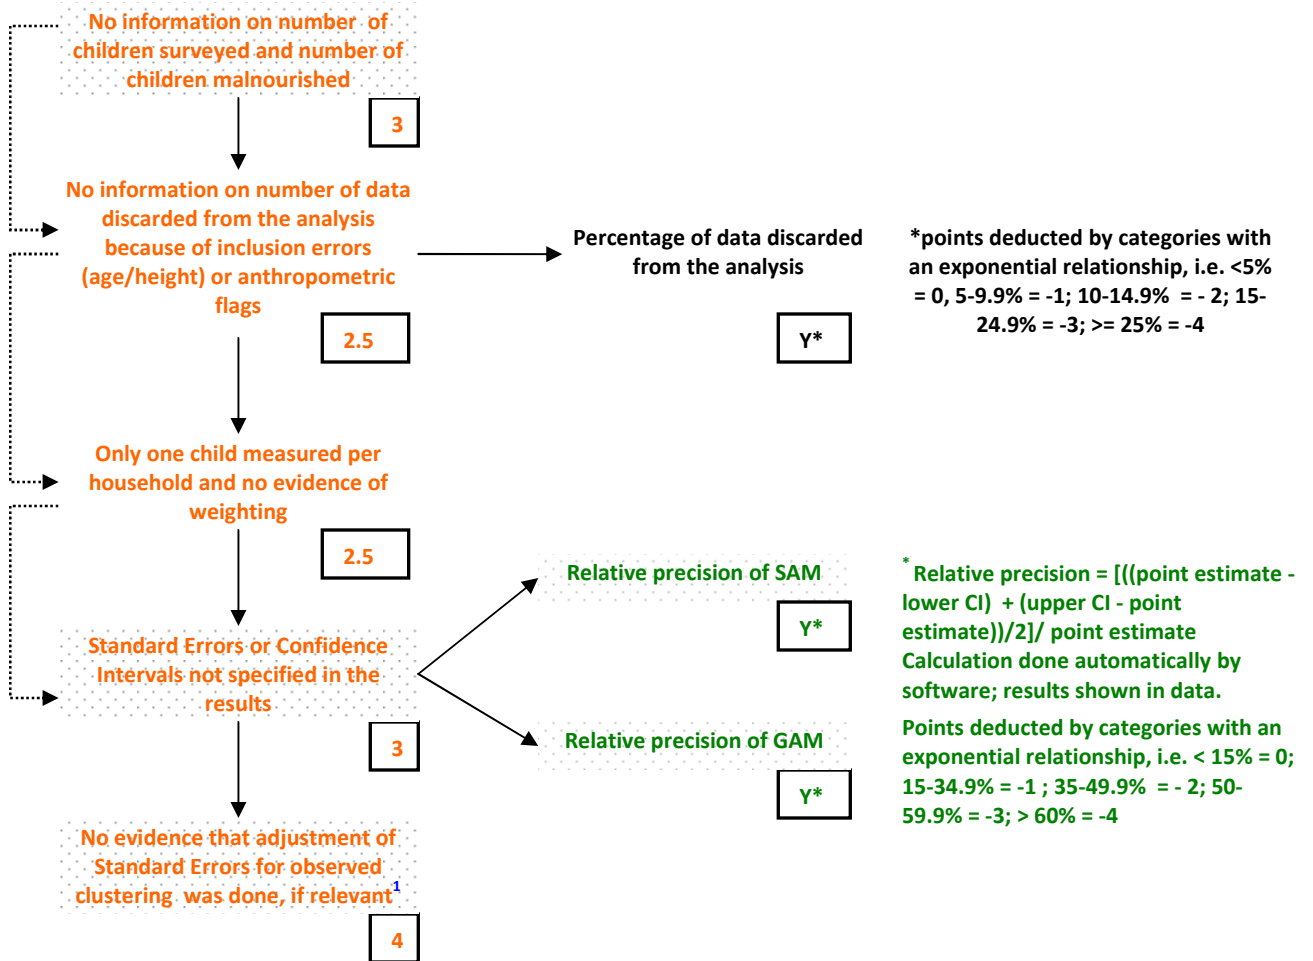 No information on number of
children surveyed and number of
children malnourished
3
No information on number of data
discarded from the analysis
because of inclusion errors
(age/height) or anthropometric
flags
2.5
Percentage of data discarded
from the analysis
Y*
*points deducted by categories with
an exponential relationship, i.e. <5%
= 0, 5-9.9% = -1; 10-14.9% = - 2; 15-
24.9% = -3; >= 25% = -4
Only one child measured per
household and no evidence of
weighting
2.5
Relative precision of SAM
Y*
* Relative precision = [((point estimate -
lower CI) + (upper CI - point
estimate))/2]/ point estimate
Calculation done automatically by
software; results shown in data.
Standard Errors or Confidence
Intervals not specified in the
results
3
Relative precision of GAM
Y*
Points deducted by categories with an
exponential relationship, i.e. < 15% = 0;
15-34.9% = -1 ; 35-49.9% = - 2; 50-
59.9% = -3; > 60% = -4
No evidence that adjustment of
Standard Errors for observed
clustering was done, if relevant1
4